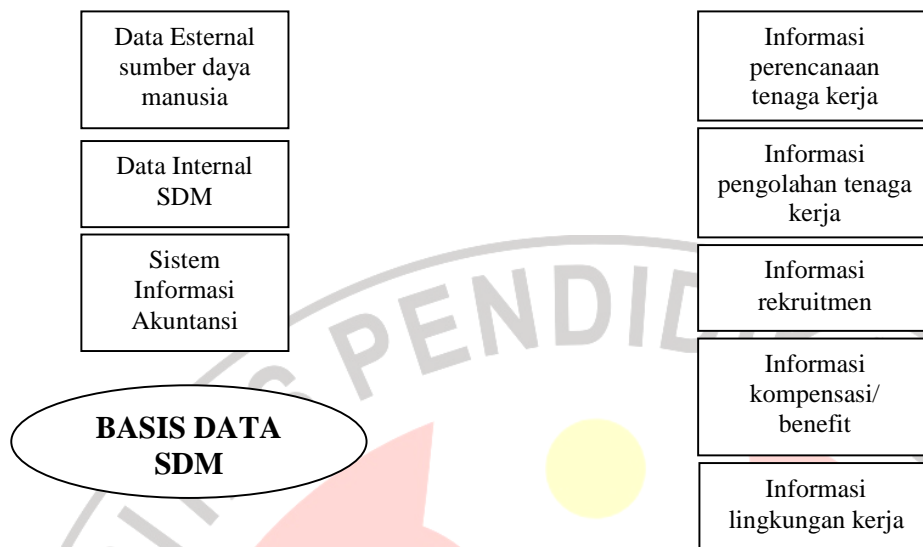 Data Esternal
sumber daya
manusia
Data Internal
SDM
Sistem
Informasi
Akuntansi
BASIS DATA
SDM
Informasi
perencanaan
tenaga kerja
Informasi
pengolahan tenaga
kerja
Informasi
rekruitmen
Informasi
kompensasi/
benefit
Informasi
lingkungan kerja
PENDIDI